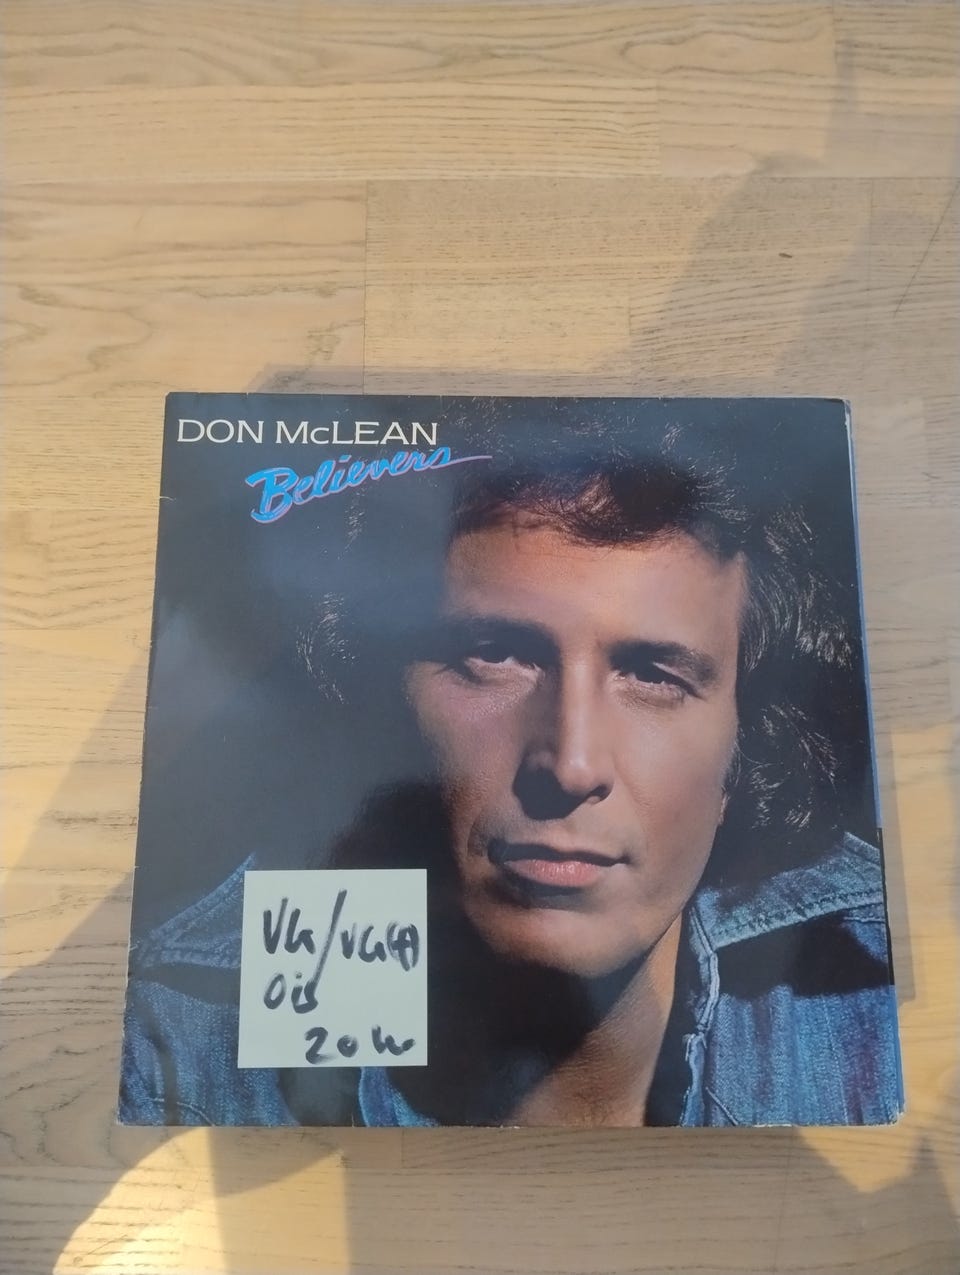 DON McLEAN
Believers
VG/VG(+)
Ois
20 kr